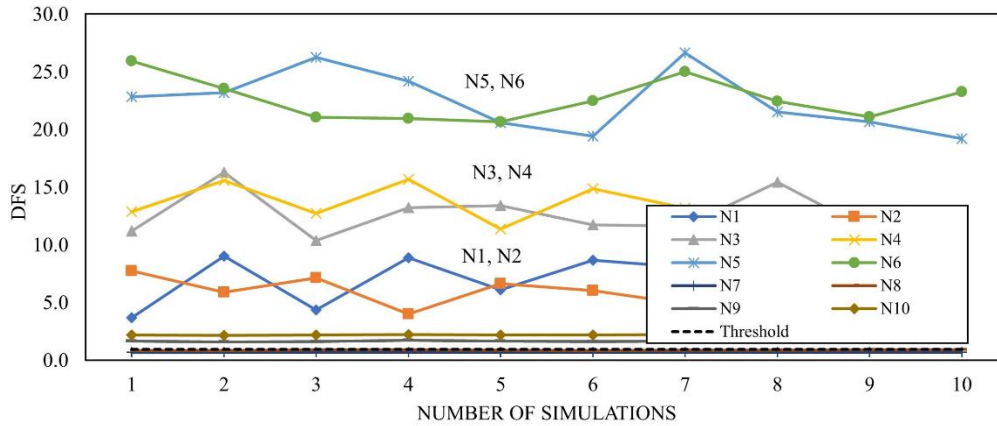 30.0
25.0
20.0
15.0
10.0
5.0
0.0
DFS
N5, N6
N3, N4
N1, N2
N1 N2
N3 N4
N5 N6
N7 N8
N9 N10
Threshold
1 2 3 4 5 6 7 8 9 10
NUMBER OF SIMULATIONS